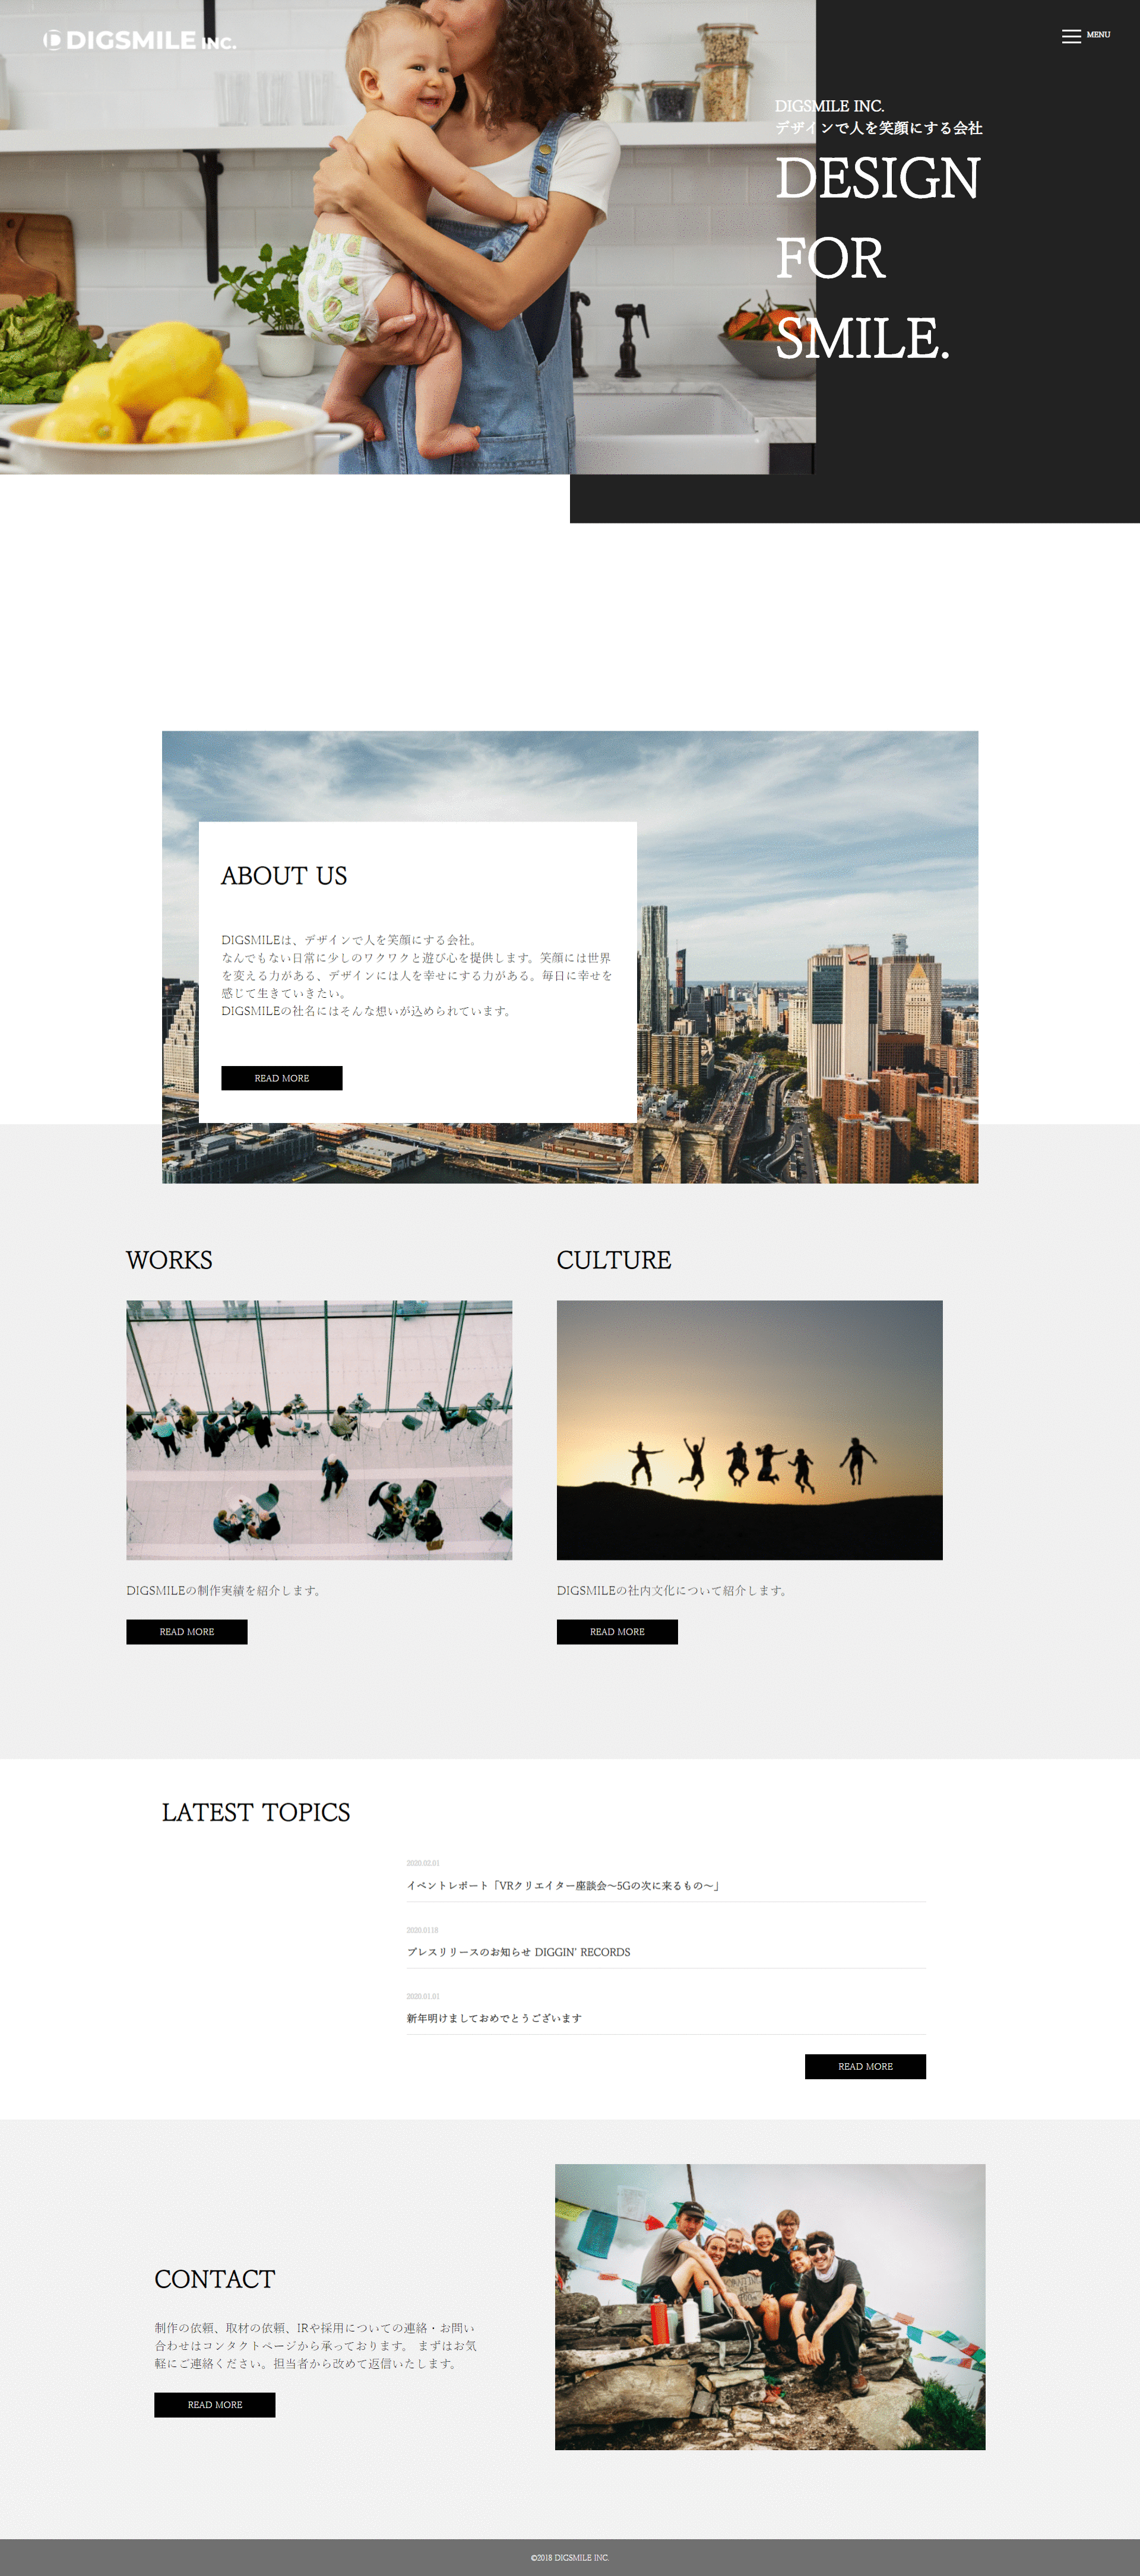 DIGSMILE INC.
MENU
DIGSMILE INC.
デザインで人を笑顔にする会社
DESIGN
FOR
SMILE.
ABOUT US
DIGSMILEは、デザインで人を笑顔にする会社。
なんでもない日常に少しのワクワクと遊び心を提供します。笑顔には世界
を変える力がある、デザインには人を幸せにする力がある。毎日に幸せを
感じて生きていきたい。
DIGSMILEの社名にはそんな想いが込められています。
READ MORE
WORKS
DIGSMILEの制作実績を紹介します。
READ MORE
CULTURE
DIGSMILEの社内文化について紹介します。
READ MORE
LATEST TOPICS
2020.02.01
イベントレポート「VRクリエイター座談会～5Gの次に来るもの～」
2020.01.18
プレスリリースのお知らせ DIGGIN' RECORDS
2020.01.01
新年明けましておめでとうございます
READ MORE
CONTACT
制作の依頼、取材の依頼、IRや採用についての連絡・お問い
合わせはコンタクトページから承っております。 まずはお気
軽にご連絡ください。担当者から改めて返信いたします。
READ MORE
©2018 DIGSMILE INC.